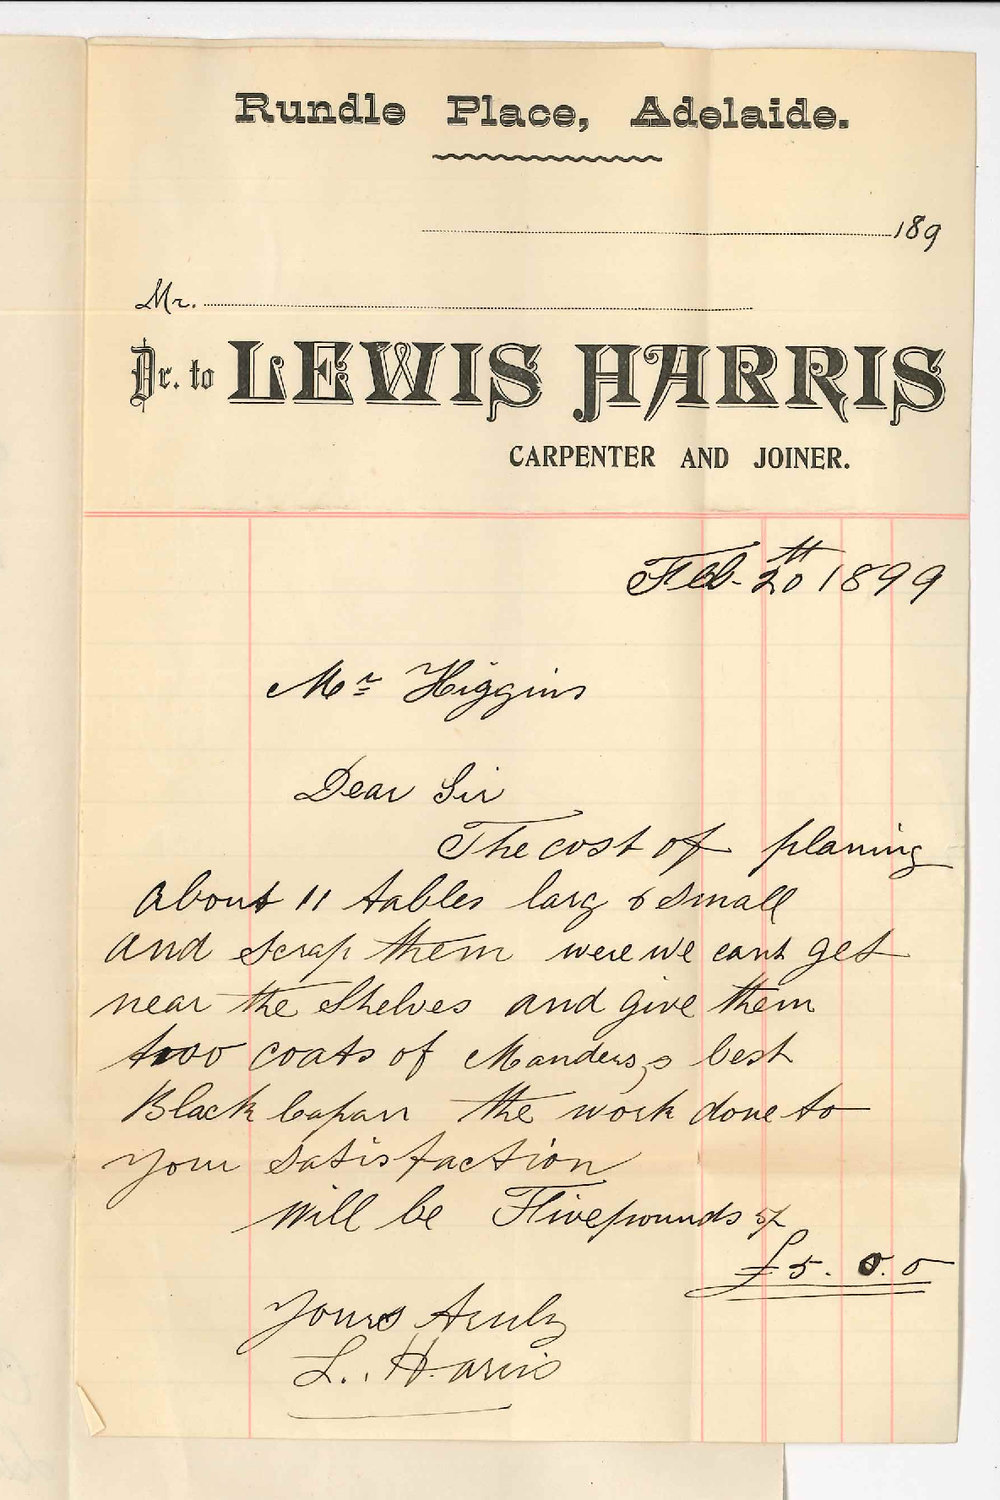 Rundle Place, Adelaide.
189
Mr.
Dr. to LEWIS HARRIS
CARPENTER AND JOINER.
Feb. 20th 1899
Mr Higgins
Dear Sir
The cost of planing
About 11 tables larg & small
And scrap them were we cant get
near the Shelves and give them
two coats of Manders,s best
Black Capan the work done to
your satisfaction
Will be Five pounds
£5. 0. 0
Yours truly
L. Harris